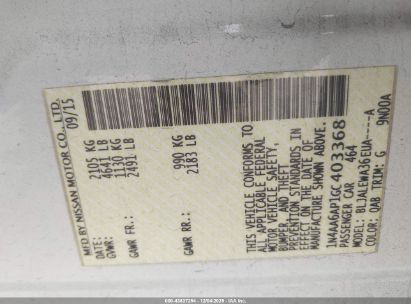 MFD BY NISSAN MOTOR CO., LTD.
DATE: 09/15
GVWR: 2105 KG
4641 LB
GAWR FR: 1130 KG
2491 LB
GAWR RR: 990 KG
2183 LB
THIS VEHICLE CONFORMS TO
ALL APPLICABLE FEDERAL
MOTOR VEHICLE SAFETY,
BUMPER, AND THEFT
PREVENTION STANDARDS IN
EFFECT ON THE DATE OF
MANUFACTURE SHOWN ABOVE.
1N4AA6AP1GC403368
PASSENGER CAR 464
MODEL: BLJALEWA36EUA----A
COLOR: QAB TRIM: G 9N00A